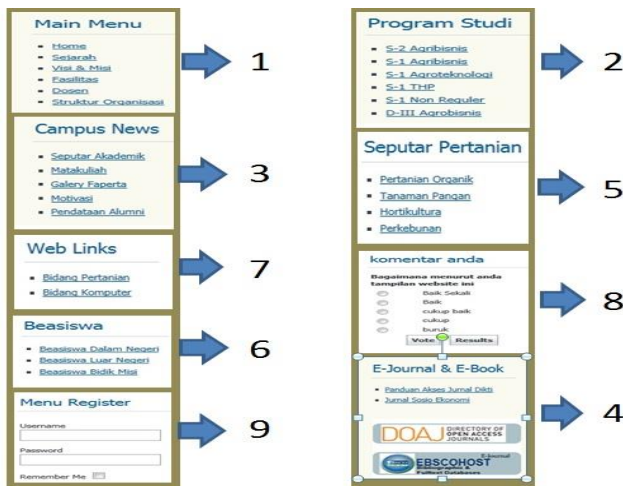 Main Menu
Home
Sejarah
Visi & Misi
Fasilitas
Dosen
Struktur Organisasi
1
Campus News
Seputar Akademik
Matakuliah
Galery Faperta
Motivasi
Pendataan Alumni
3
Web Links
Bidang Pertanian
Bidang Komputer
7
Beasiswa
Beasiswa Dalam Negeri
Beasiswa Luar Negeri
Beasiswa Bidik Misi
6
Menu Register
Username
Password
Remember Me
9
Program Studi
S-2 Agribisnis
S-1 Agribisnis
S-1 Agroteknologi
S-1 THP
S-1 Non Reguler
D-III Agrobisnis
2
Seputar Pertanian
Pertanian Organik
Tanaman Pangan
Hortikultura
Perkebunan
5
komentar anda
Bagaimana menurut anda
tampilan website ini
Baik Sekali
Baik
cukup baik
cukup
buruk
Vote Results
8
E-Journal & E-Book
Panduan Akses Jurnal Dikti
Jurnal Sosio Ekonomi
4
DOAJ DIRECTORY OF
OPEN ACCESS
JOURNALS
E-Journal
EBSCOHOST
Bibliographic &
Fulltext Databases